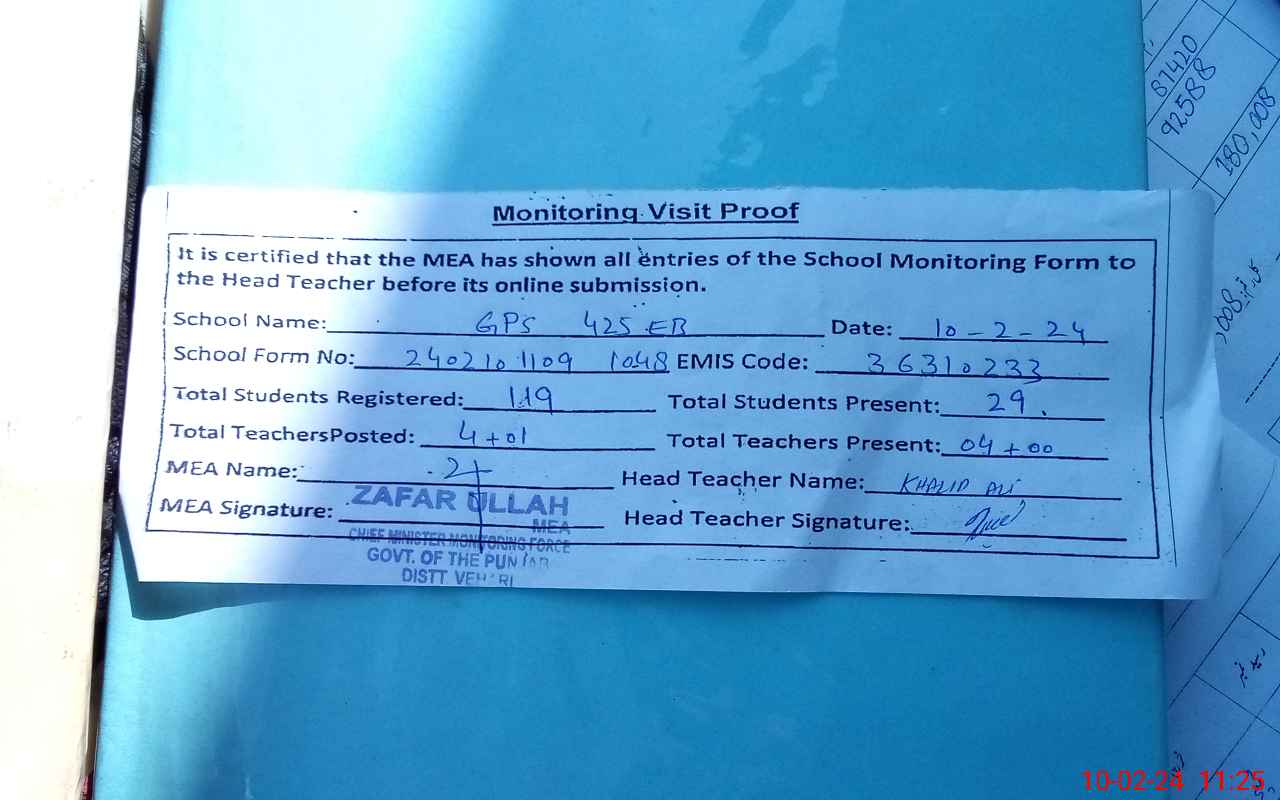 87420
92588
180,008
Monitoring Visit Proof
It is certified that the MEA has shown all entries of the School Monitoring Form to
the Head Teacher before its online submission.
School Name: GPS 425 EB Date: 10-2-24
School Form No: 2402101109 1048 EMIS Code: 36310233
Total Students Registered: 119 Total Students Present: 29.
Total TeachersPosted: 4+01 Total Teachers Present: 04+00
MEA Name: Head Teacher Name: KHALID ALI
MEA Signature: Head Teacher Signature:
ZAFAR ULLAH
MEA
CHIEF MINISTER MONITORING FORCE
GOVT. OF THE PUNJAB
DISTT VEHARI
10-02-24 11:25